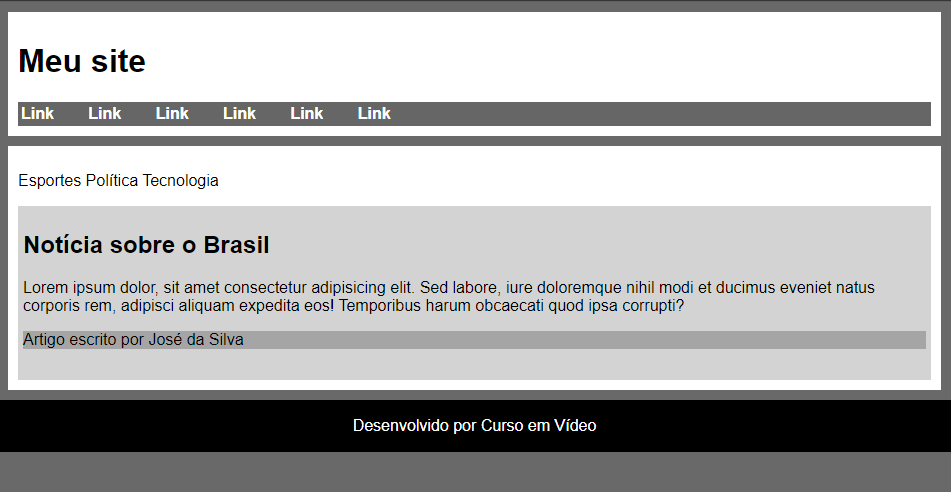 Meu site
Link Link Link Link Link Link
Esportes Política Tecnologia
Notícia sobre o Brasil
Lorem ipsum dolor, sit amet consectetur adipisicing elit. Sed labore, iure doloremque nihil modi et ducimus eveniet natus
corporis rem, adipisci aliquam expedita eos! Temporibus harum obcaecati quod ipsa corrupti?
Artigo escrito por José da Silva
Desenvolvido por Curso em Vídeo